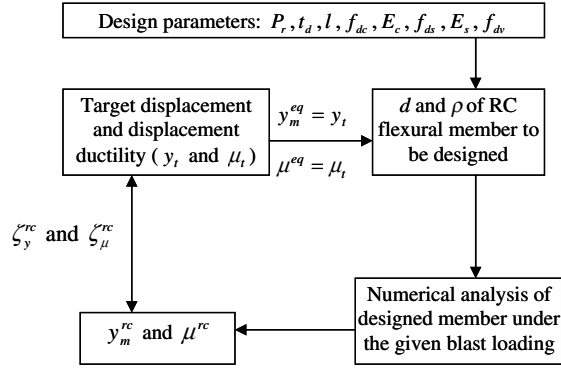 Design parameters: P_r, t_d, l, f_dc, E_c, f_ds, E_s, f_dv
Target displacement
and displacement
ductility ( y_t and μ_t )
y_m^eq = y_t
μ^eq = μ_t
d and ρ of RC
flexural member to
be designed
ζ_y^rc and ζ_μ^rc
Numerical analysis of
designed member under
the given blast loading
y_m^rc and μ^rc